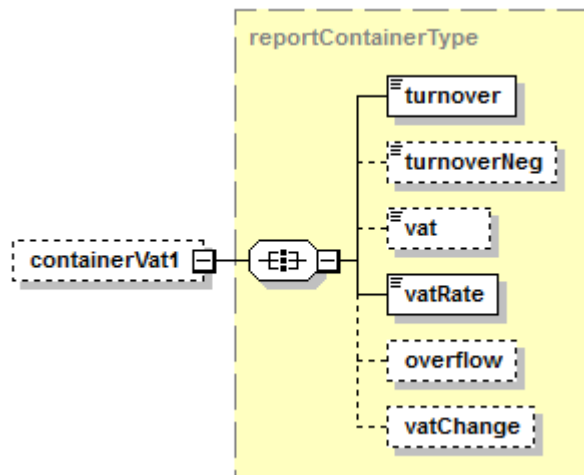 reportContainerType
turnover
turnoverNeg
vat
containerVat1
vatRate
overflow
vatChange